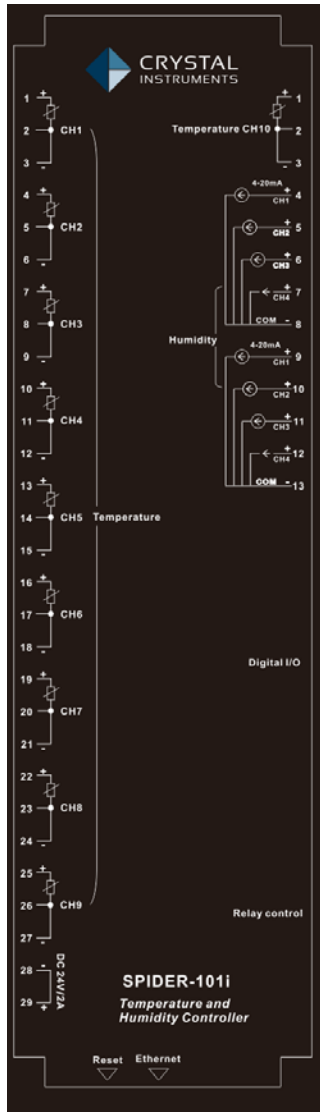 CRYSTAL
INSTRUMENTS
1 +
2 CH1
3 -
4 +
5 CH2
6 -
7 +
8 CH3
9 -
10 +
11 CH4
12 -
13 +
14 CH5
15 -
16 +
17 CH6
18 -
19 +
20 CH7
21 -
22 +
23 CH8
24 -
25 +
26 CH9
27 -
28 -
29 +
DC 24V/2A
Temperature
+ 1
Temperature CH10 2
- 3
4-20mA
+ 4
CH1
+ 5
CH2
+ 6
CH3
+ 7
CH4
COM - 8
Humidity
4-20mA
+ 9
CH1
+ 10
CH2
+ 11
CH3
+ 12
CH4
COM - 13
Digital I/O
Relay control
SPIDER-101i
Temperature and
Humidity Controller
Reset Ethernet